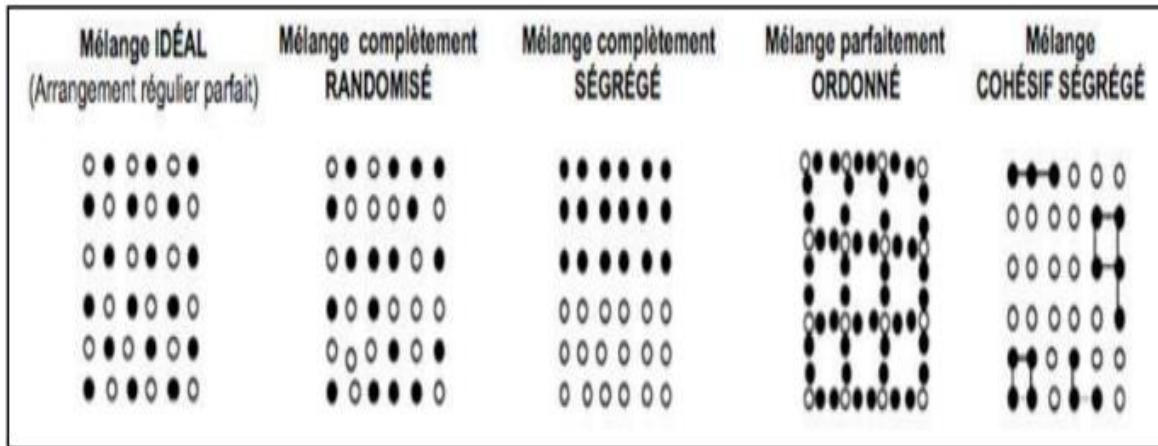 Mélange IDÉAL
(Arrangement régulier parfait)
Mélange complètement
RANDOMISÉ
Mélange complètement
SÉGRÉGÉ
Mélange parfaitement
ORDONNÉ
Mélange
COHÉSIF SÉGRÉGÉ